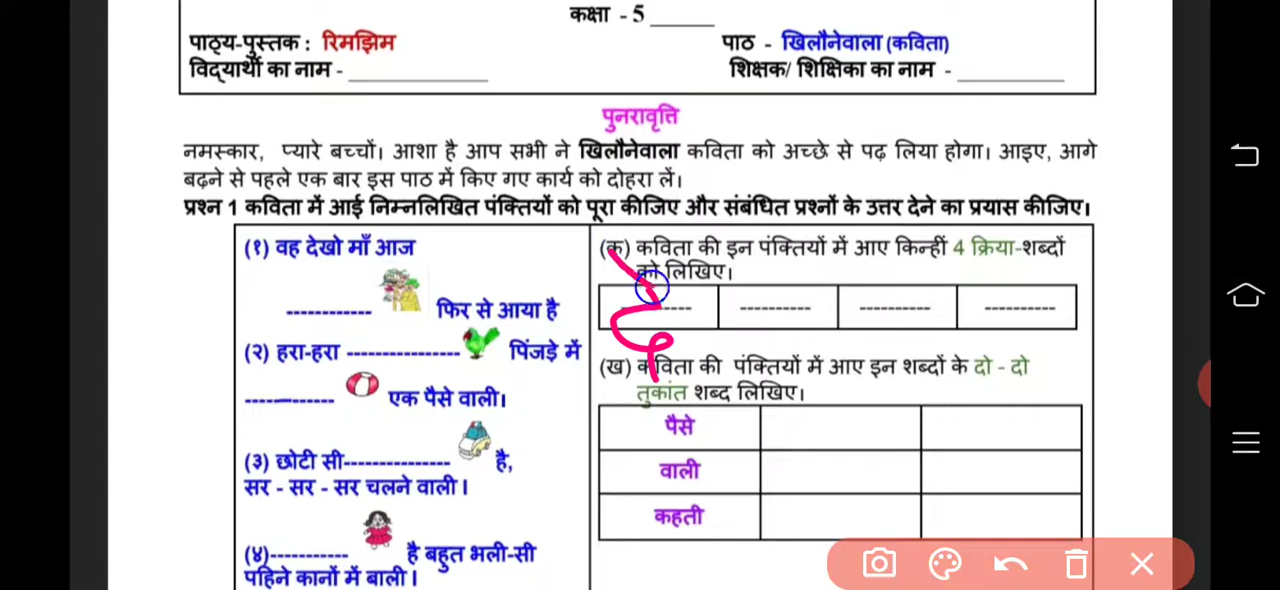 कक्षा - 5 ______
पाठ्य-पुस्तक : रिमझिम
पाठ - खिलौनेवाला (कविता)
विद्यार्थी का नाम - _____________
शिक्षक/ शिक्षिका का नाम - __________
पुनरावृत्ति
नमस्कार, प्यारे बच्चों। आशा है आप सभी ने खिलौनेवाला कविता को अच्छे से पढ़ लिया होगा। आइए, आगे
बढ़ने से पहले एक बार इस पाठ में किए गए कार्य को दोहरा लें।
प्रश्न 1 कविता में आई निम्नलिखित पंक्तियों को पूरा कीजिए और संबंधित प्रश्नों के उत्तर देने का प्रयास कीजिए।
(१) वह देखो माँ आज
------------ फिर से आया है
(२) हरा-हरा ---------------- पिंजड़े में
------------- एक पैसे वाली।
(३) छोटी सी--------------- है,
सर - सर - सर चलने वाली।
(४)----------- है बहुत भली-सी
पहिने कानों में बाली।
(क) कविता की इन पंक्तियों में आए किन्हीं 4 क्रिया-शब्दों
को लिखिए।
---------- ---------- ---------- ----------
(ख) कविता की पंक्तियों में आए इन शब्दों के दो - दो
तुकांत शब्द लिखिए।
पैसे
वाली
कहती